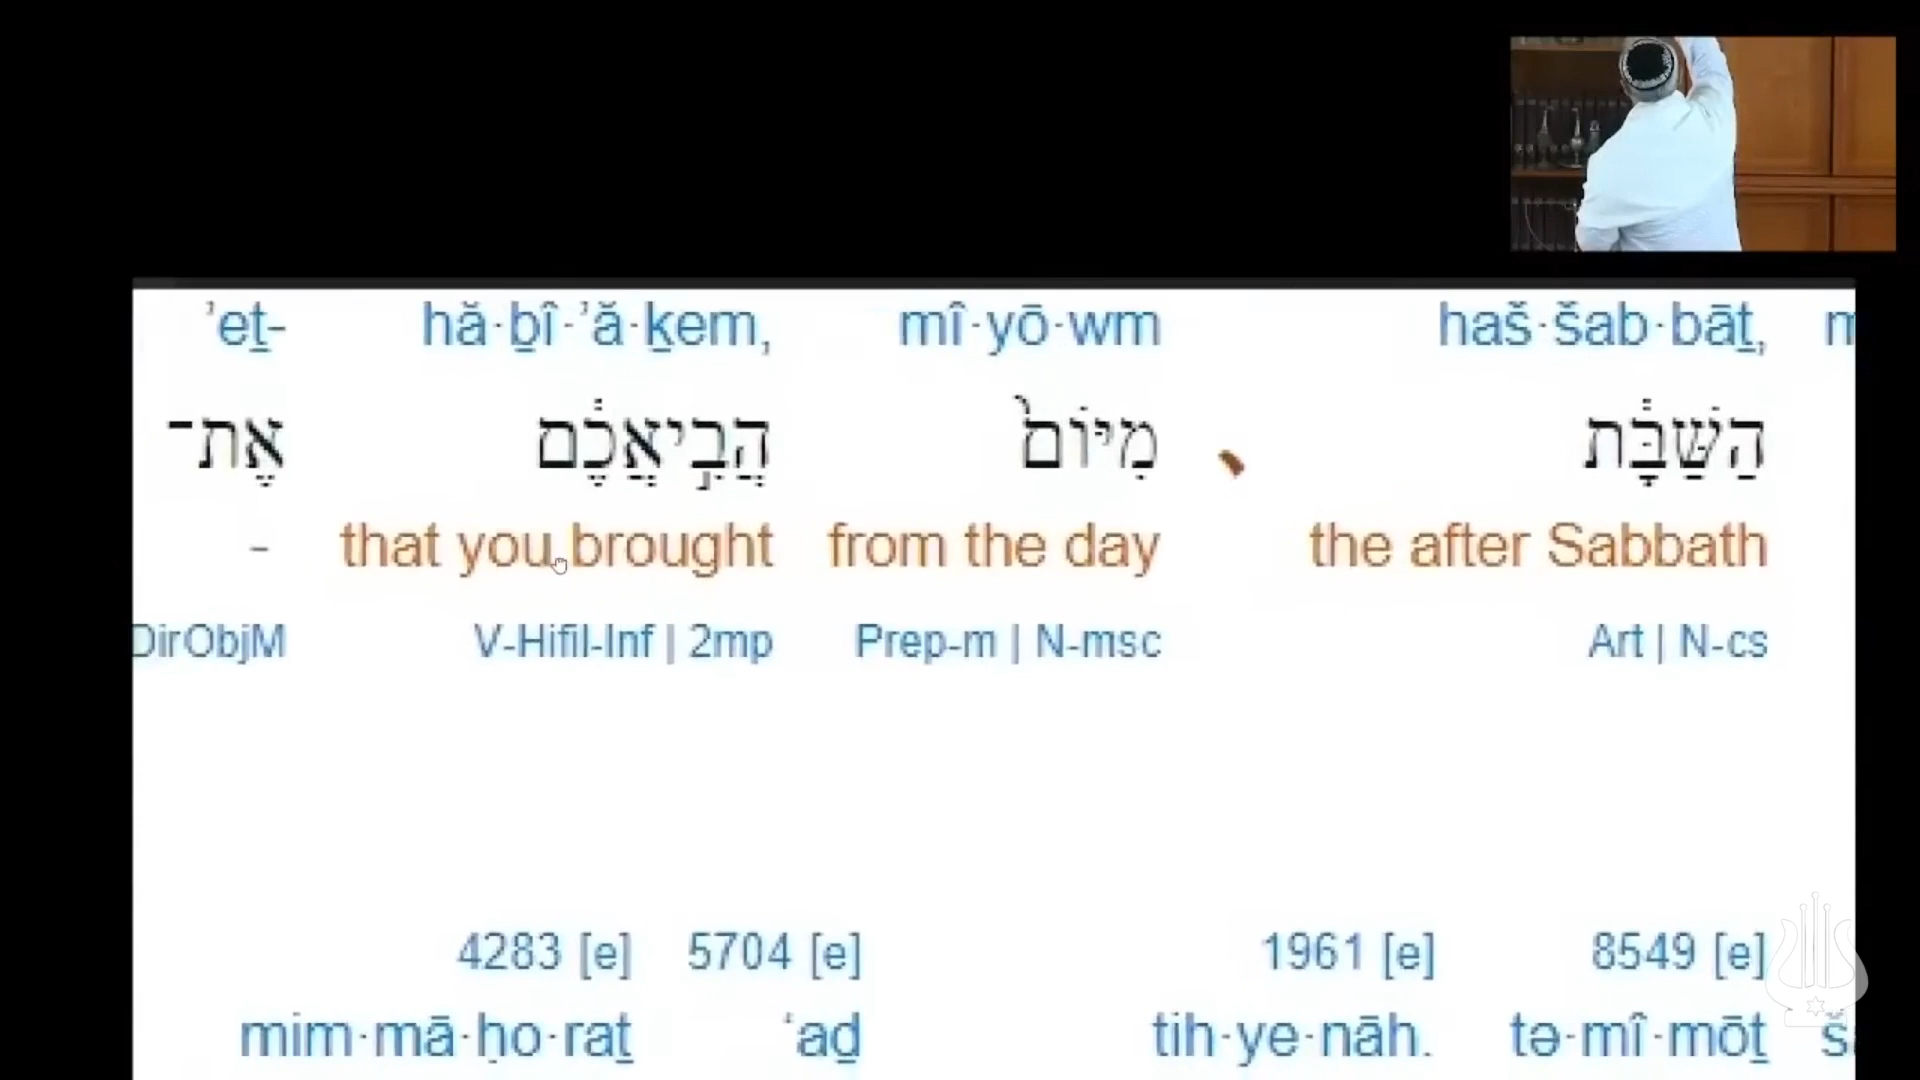 ’eṯ- hă·ḇî·’ă·ḵem, mî·yō·wm haš·šab·bāṯ, m
אֶת־ הֲבִ֣יאֲכֶ֔ם מִיּוֹם֙ הַשַּׁבָּ֔ת
- that you brought from the day the after Sabbath
DirObjM V-Hifil-Inf | 2mp Prep-m | N-msc Art | N-cs
4283 [e] 5704 [e] 1961 [e] 8549 [e]
mim·mā·ḥo·raṯ ‘aḏ tih·ye·nāh. tə·mî·mōṯ